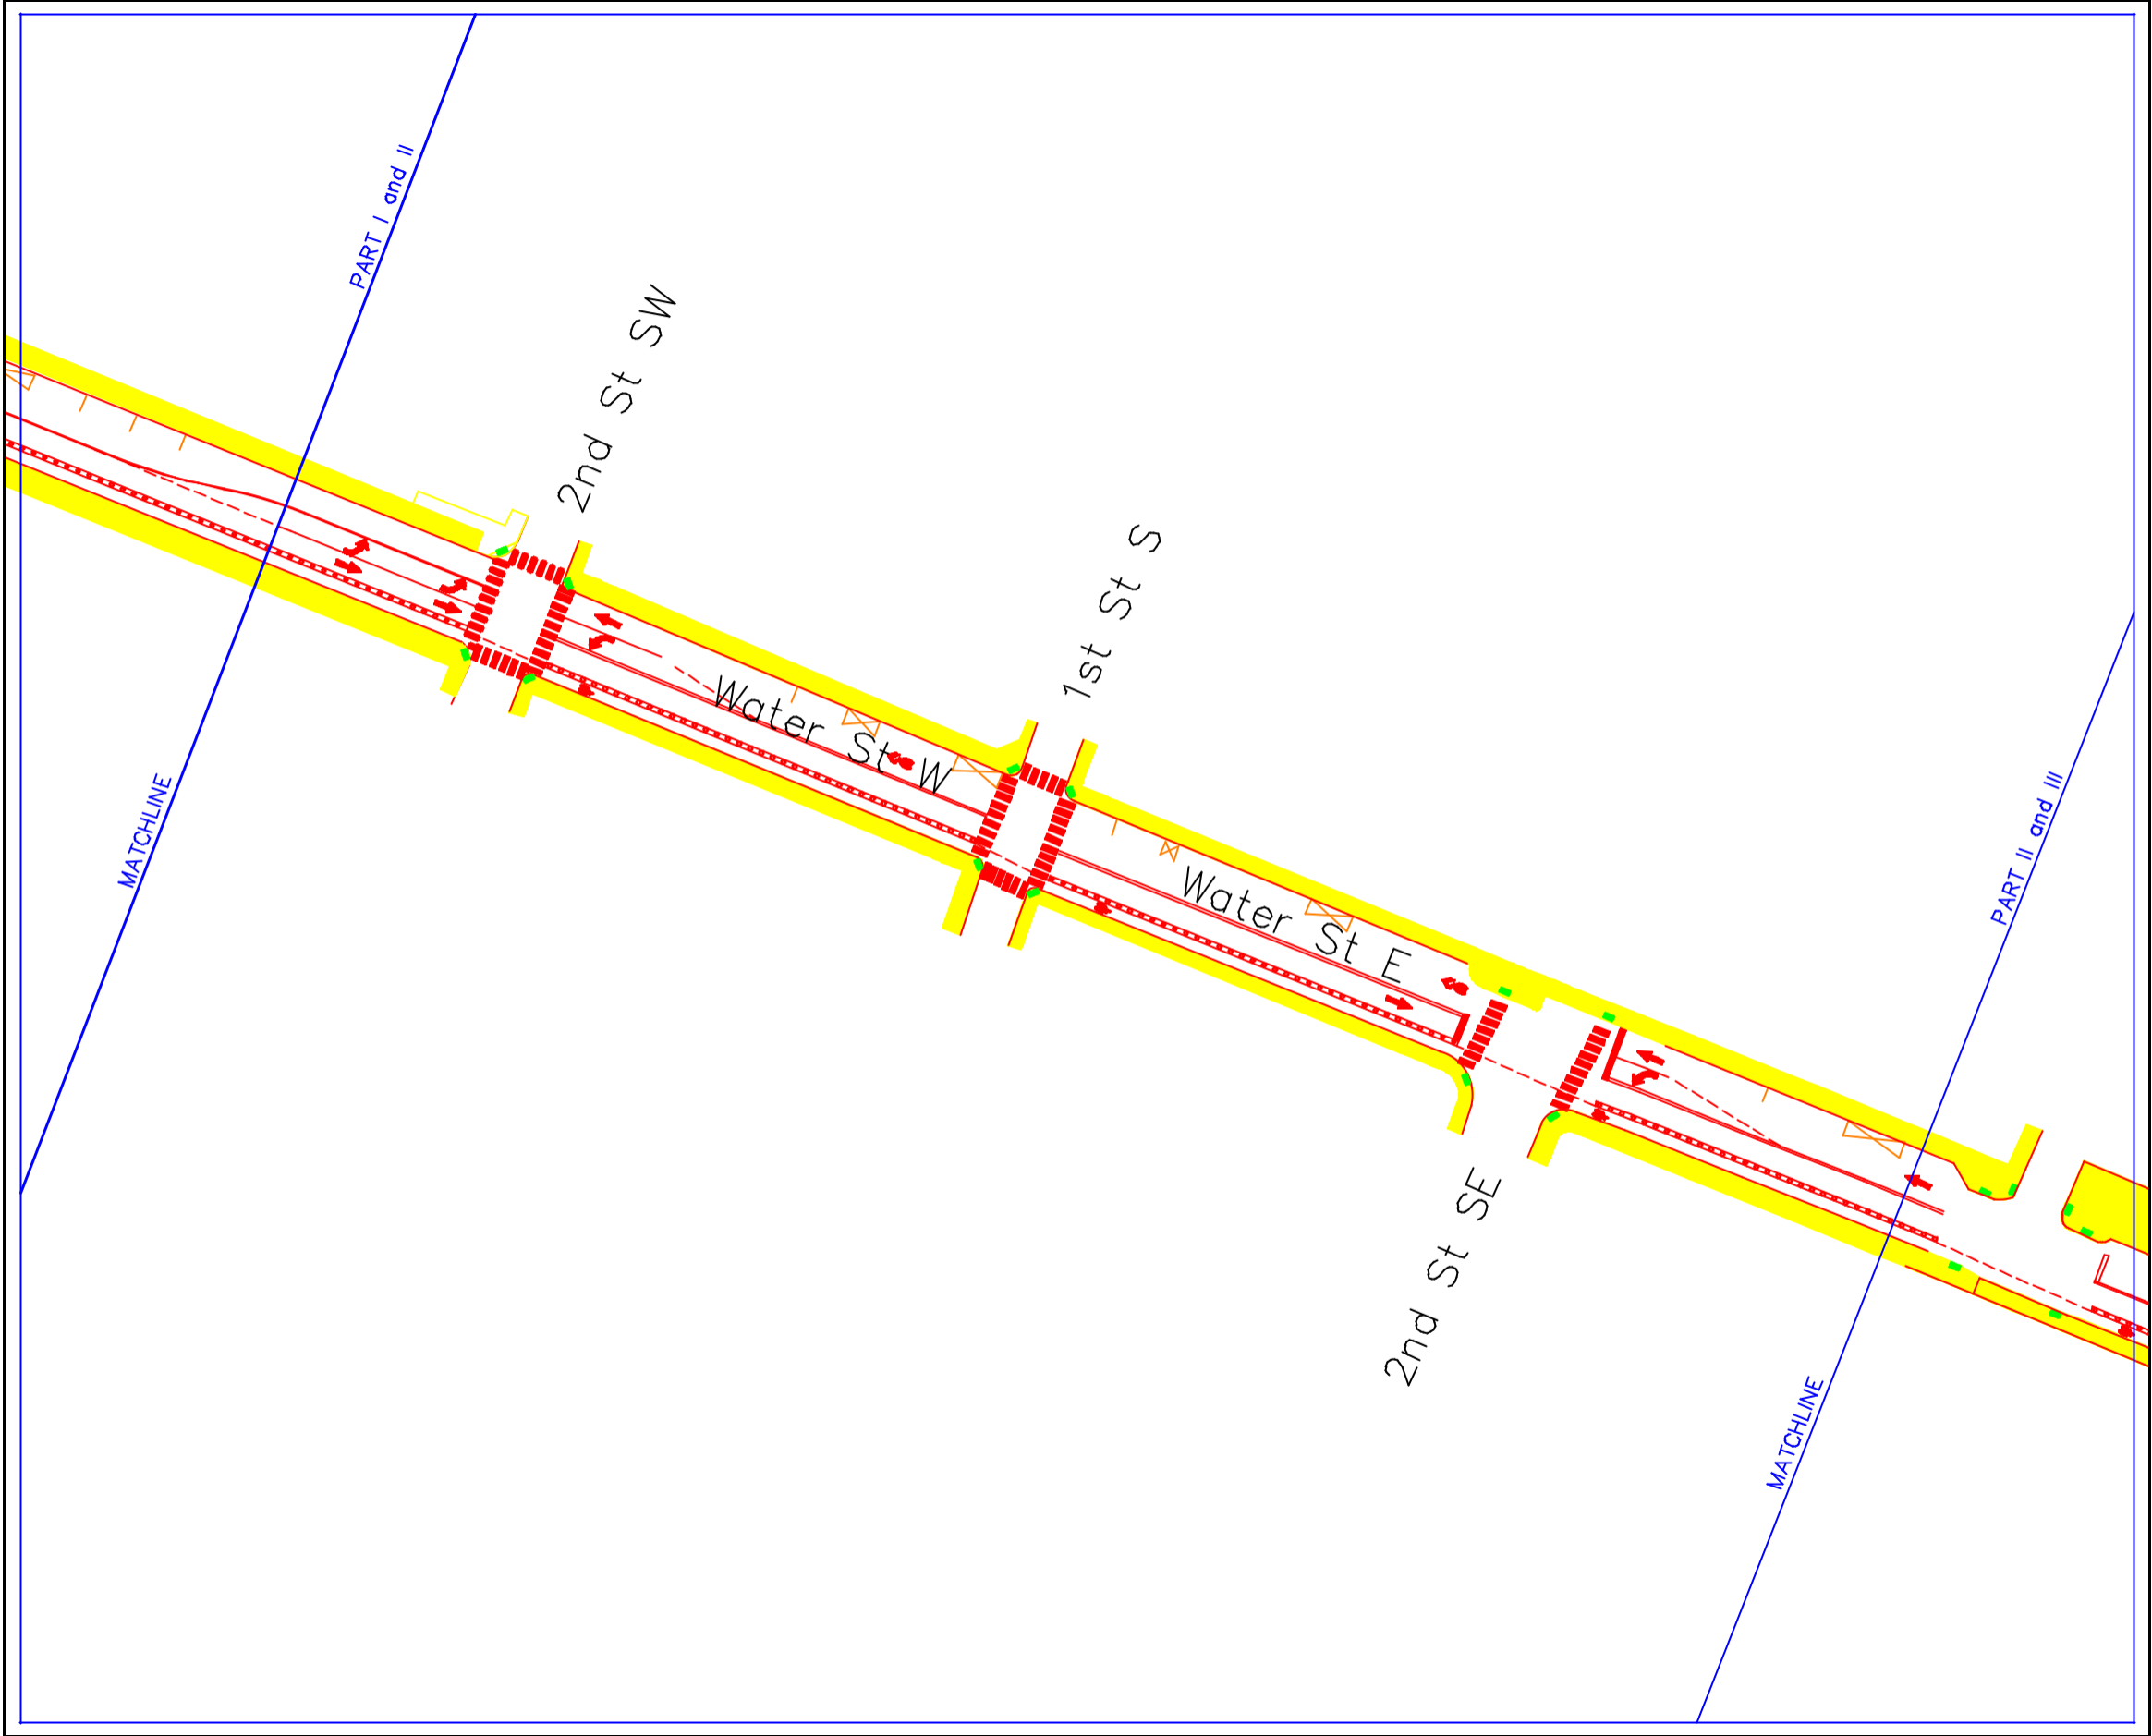 PART I and II
2nd St SW
1st St S
Water St W
MATCHLINE
PART II and III
Water St E
2nd St SE
MATCHLINE